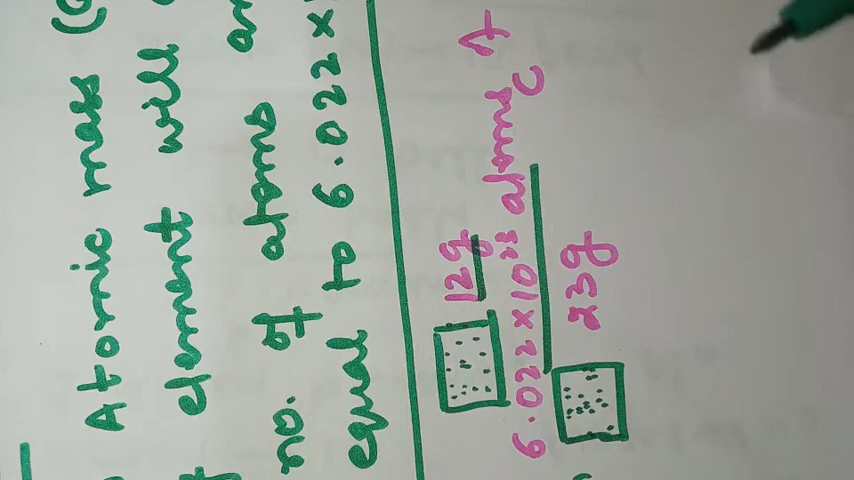 Atomic mass
element will
no. of atoms
equal to 6.022 ×
12g
6.022 × 10²³ atoms C
23g